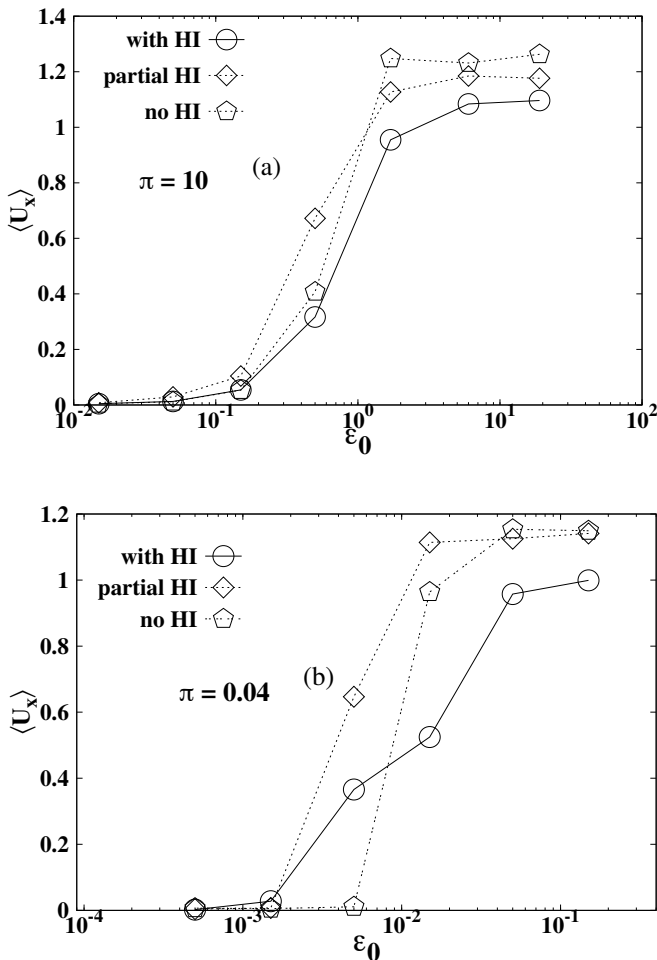 1.4
with HI
1.2
partial HI
1
no HI
(a)
0.8
π = 10
⟨U_x⟩
0.6
0.4
0.2
0
10^-2 10^-1 10^0 10^1 10^2
ε_0
1.2
with HI
1
partial HI
no HI
0.8
(b)
π = 0.04
0.6
⟨U_x⟩
0.4
0.2
0
10^-4 10^-3 10^-2 10^-1
ε_0